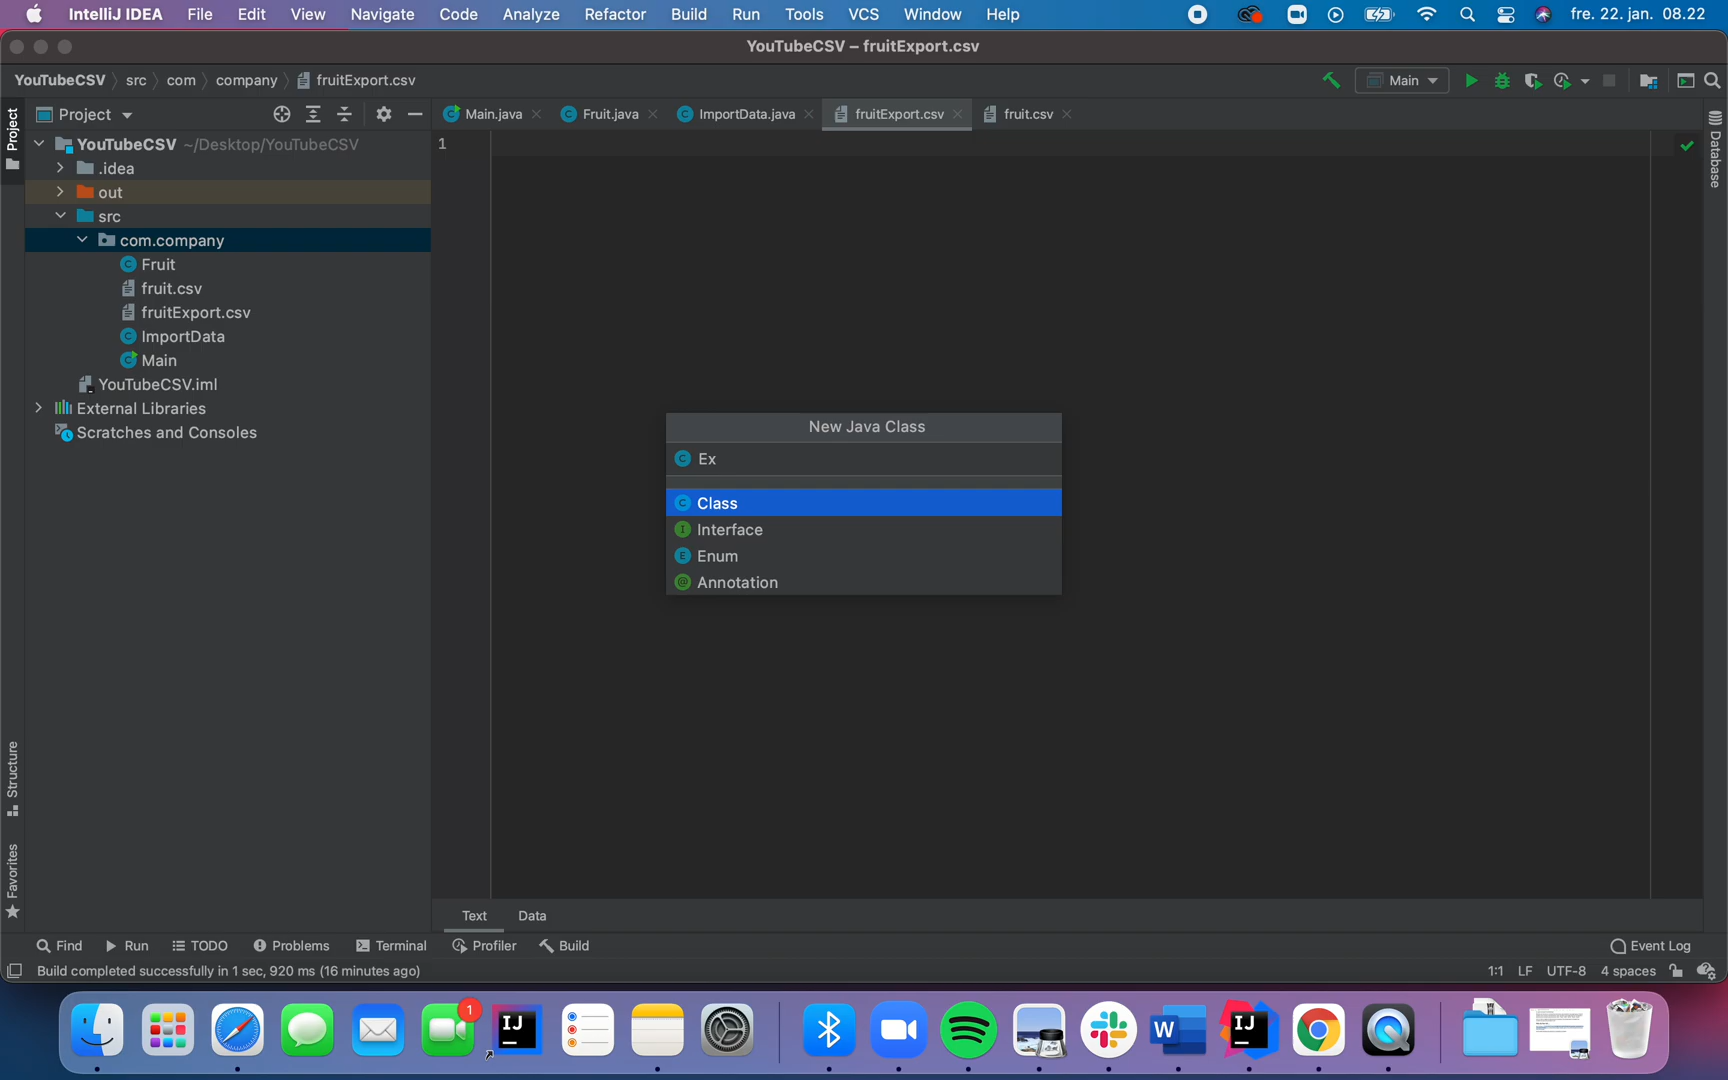 IntelliJ IDEA File Edit View Navigate Code Analyze Refactor Build Run Tools VCS Window Help fre. 22. jan. 08.22
YouTubeCSV – fruitExport.csv
YouTubeCSV src com company fruitExport.csv Main
Project Main.java Fruit.java ImportData.java fruitExport.csv fruit.csv
YouTubeCSV ~/Desktop/YouTubeCSV
1
.idea
out
src
com.company
Fruit
fruit.csv
fruitExport.csv
ImportData
Main
YouTubeCSV.iml
External Libraries
Scratches and Consoles
Project
Structure
Favorites
Database
New Java Class
C Ex
C Class
I Interface
E Enum
@ Annotation
Text Data
Find Run TODO Problems Terminal Profiler Build Event Log
Build completed successfully in 1 sec, 920 ms (16 minutes ago) 1:1 LF UTF-8 4 spaces
1
IJ
W
IJ